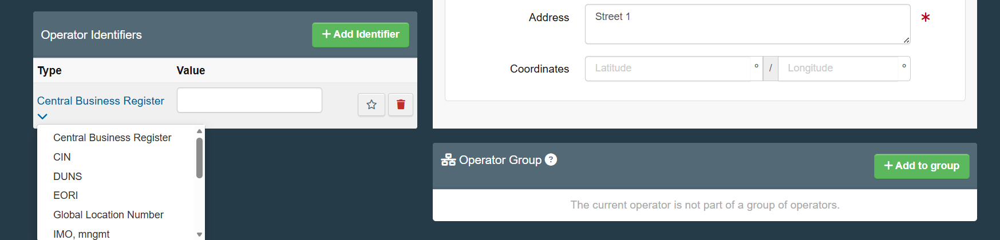 Operator Identifiers
+ Add Identifier
Type Value
Central Business Register
Central Business Register
CIN
DUNS
EORI
Global Location Number
IMO, mngmt
Address Street 1 *
Coordinates Latitude º / Longitude º
Operator Group ?
+ Add to group
The current operator is not part of a group of operators.